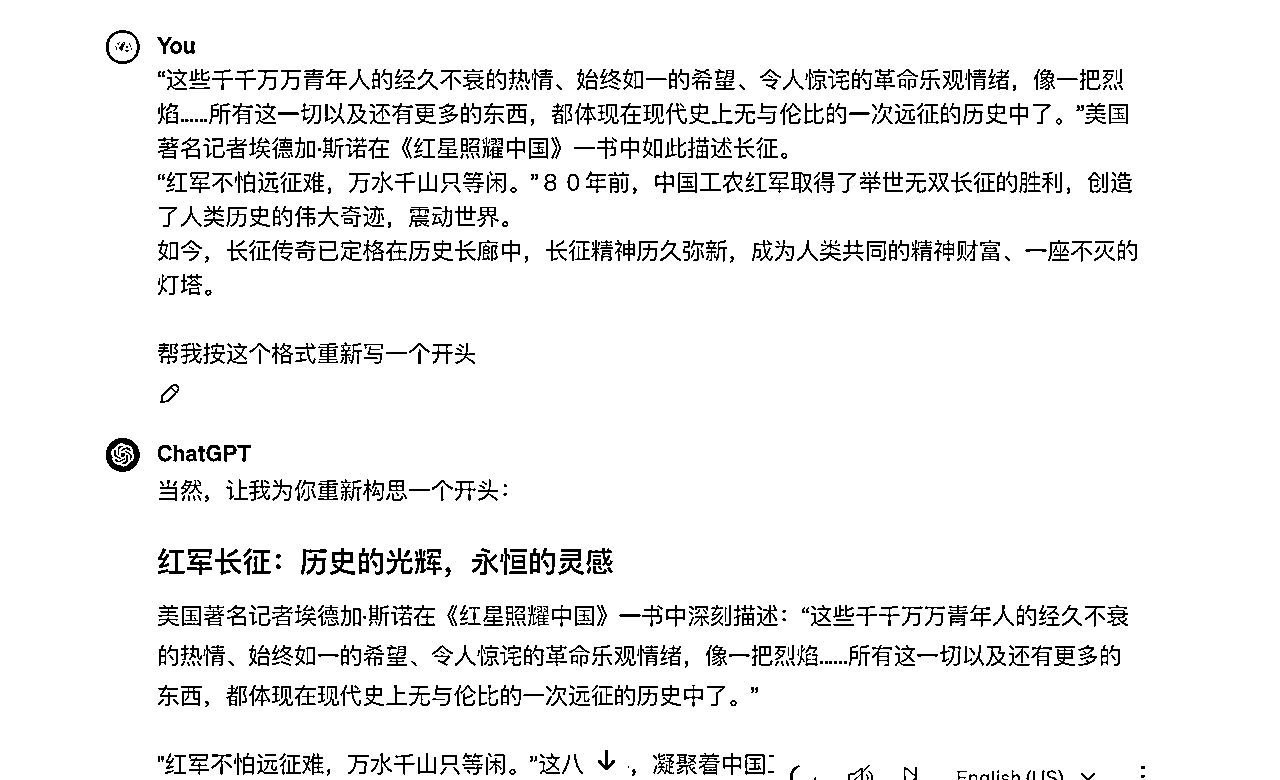 You
“这些千千万万青年人的经久不衰的热情、始终如一的希望、令人惊诧的革命乐观情绪，像一把烈
焰......所有这一切以及还有更多的东西，都体现在现代史上无与伦比的一次远征的历史中了。”美国
著名记者埃德加·斯诺在《红星照耀中国》一书中如此描述长征。
“红军不怕远征难，万水千山只等闲。”８０年前，中国工农红军取得了举世无双长征的胜利，创造
了人类历史的伟大奇迹，震动世界。
如今，长征传奇已定格在历史长廊中，长征精神历久弥新，成为人类共同的精神财富、一座不灭的
灯塔。
帮我按这个格式重新写一个开头
ChatGPT
当然，让我为你重新构思一个开头：
红军长征：历史的光辉，永恒的灵感
美国著名记者埃德加·斯诺在《红星照耀中国》一书中深刻描述：“这些千千万万青年人的经久不衰
的热情、始终如一的希望、令人惊诧的革命乐观情绪，像一把烈焰......所有这一切以及还有更多的
东西，都体现在现代史上无与伦比的一次远征的历史中了。”
"红军不怕远征难，万水千山只等闲。”这八 ，凝聚着中国
English (US)